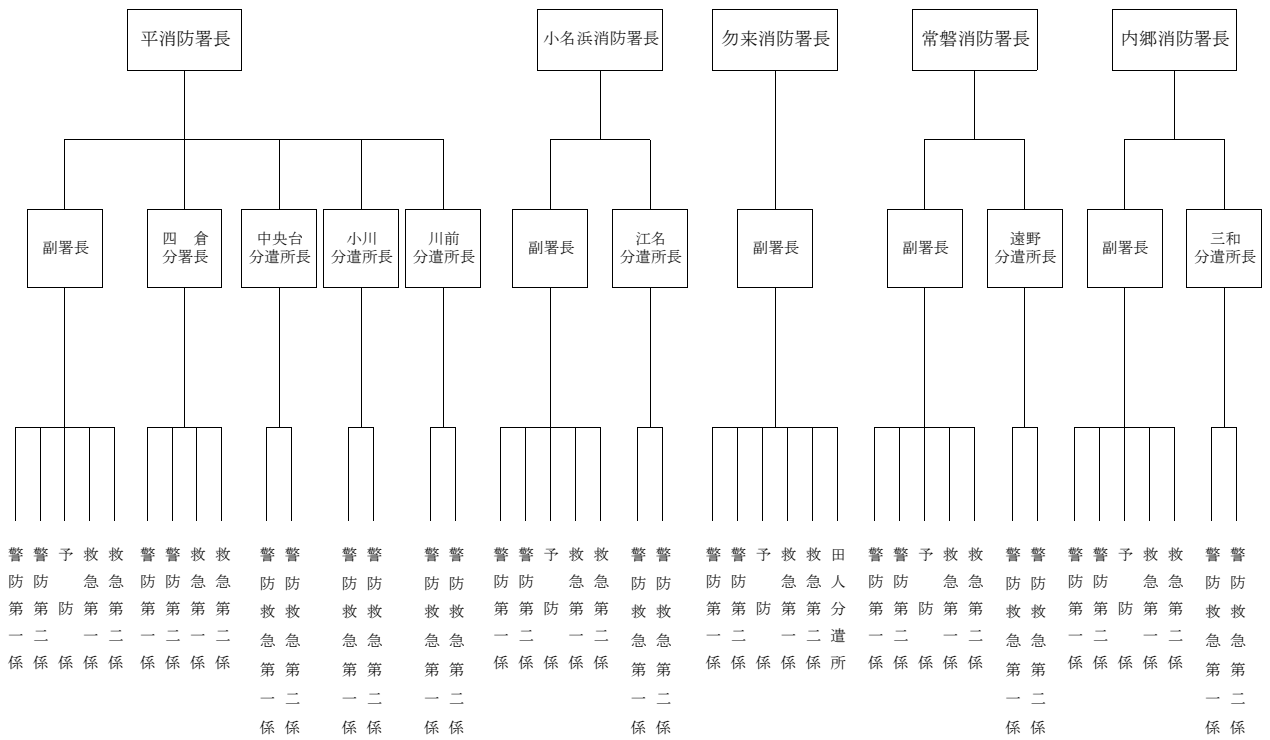 平消防署長
小名浜消防署長
勿来消防署長
常磐消防署長
内郷消防署長
副署長
四　倉
分署長
中央台
分遣所長
小川
分遣所長
川前
分遣所長
副署長
江名
分遣所長
副署長
副署長
遠野
分遣所長
副署長
三和
分遣所長
警防第一係
警防第二係
予防係
救急第一係
救急第二係
警防第一係
警防第二係
救急第一係
救急第二係
警防救急第一係
警防救急第二係
警防救急第一係
警防救急第二係
警防救急第一係
警防救急第二係
警防第一係
警防第二係
予防係
救急第一係
救急第二係
警防救急第一係
警防救急第二係
警防第一係
警防第二係
予防係
救急第一係
救急第二係
田人分遣所
警防第一係
警防第二係
予防係
救急第一係
救急第二係
警防救急第一係
警防救急第二係
警防第一係
警防第二係
予防係
救急第一係
救急第二係
警防救急第一係
警防救急第二係